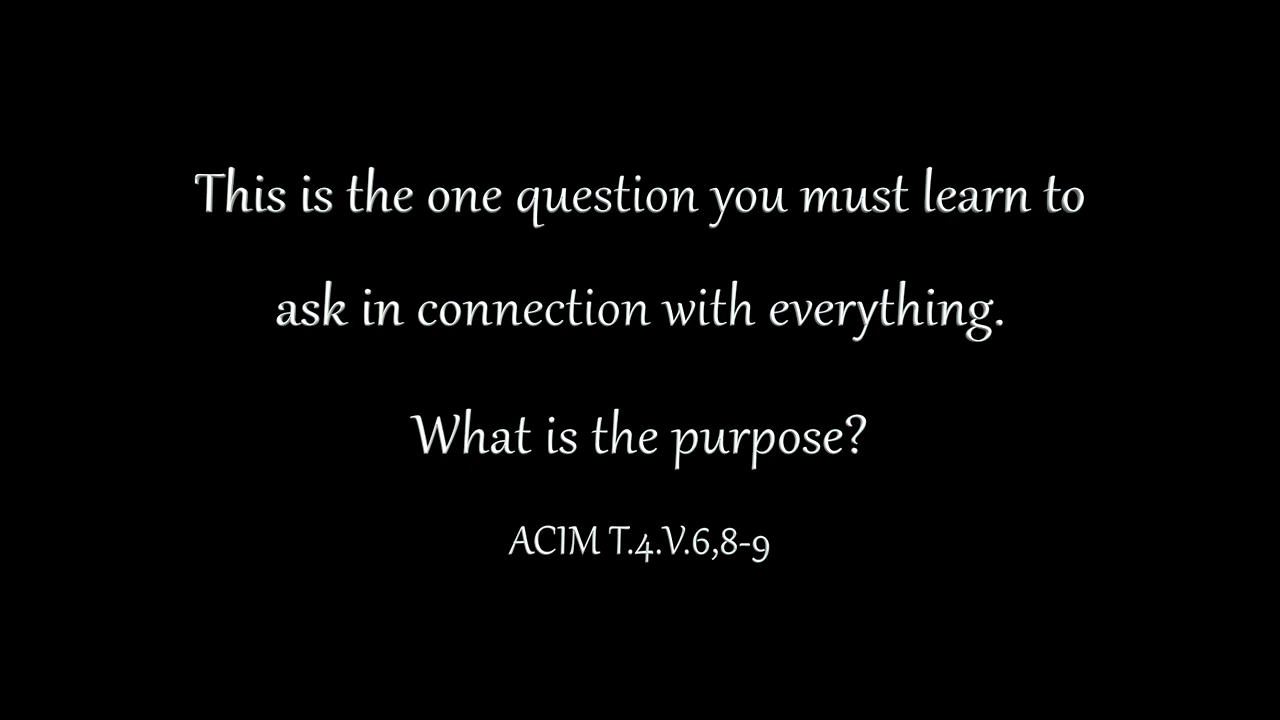 This is the one question you must learn to
ask in connection with everything.
What is the purpose?
ACIM T.4.V.6,8-9